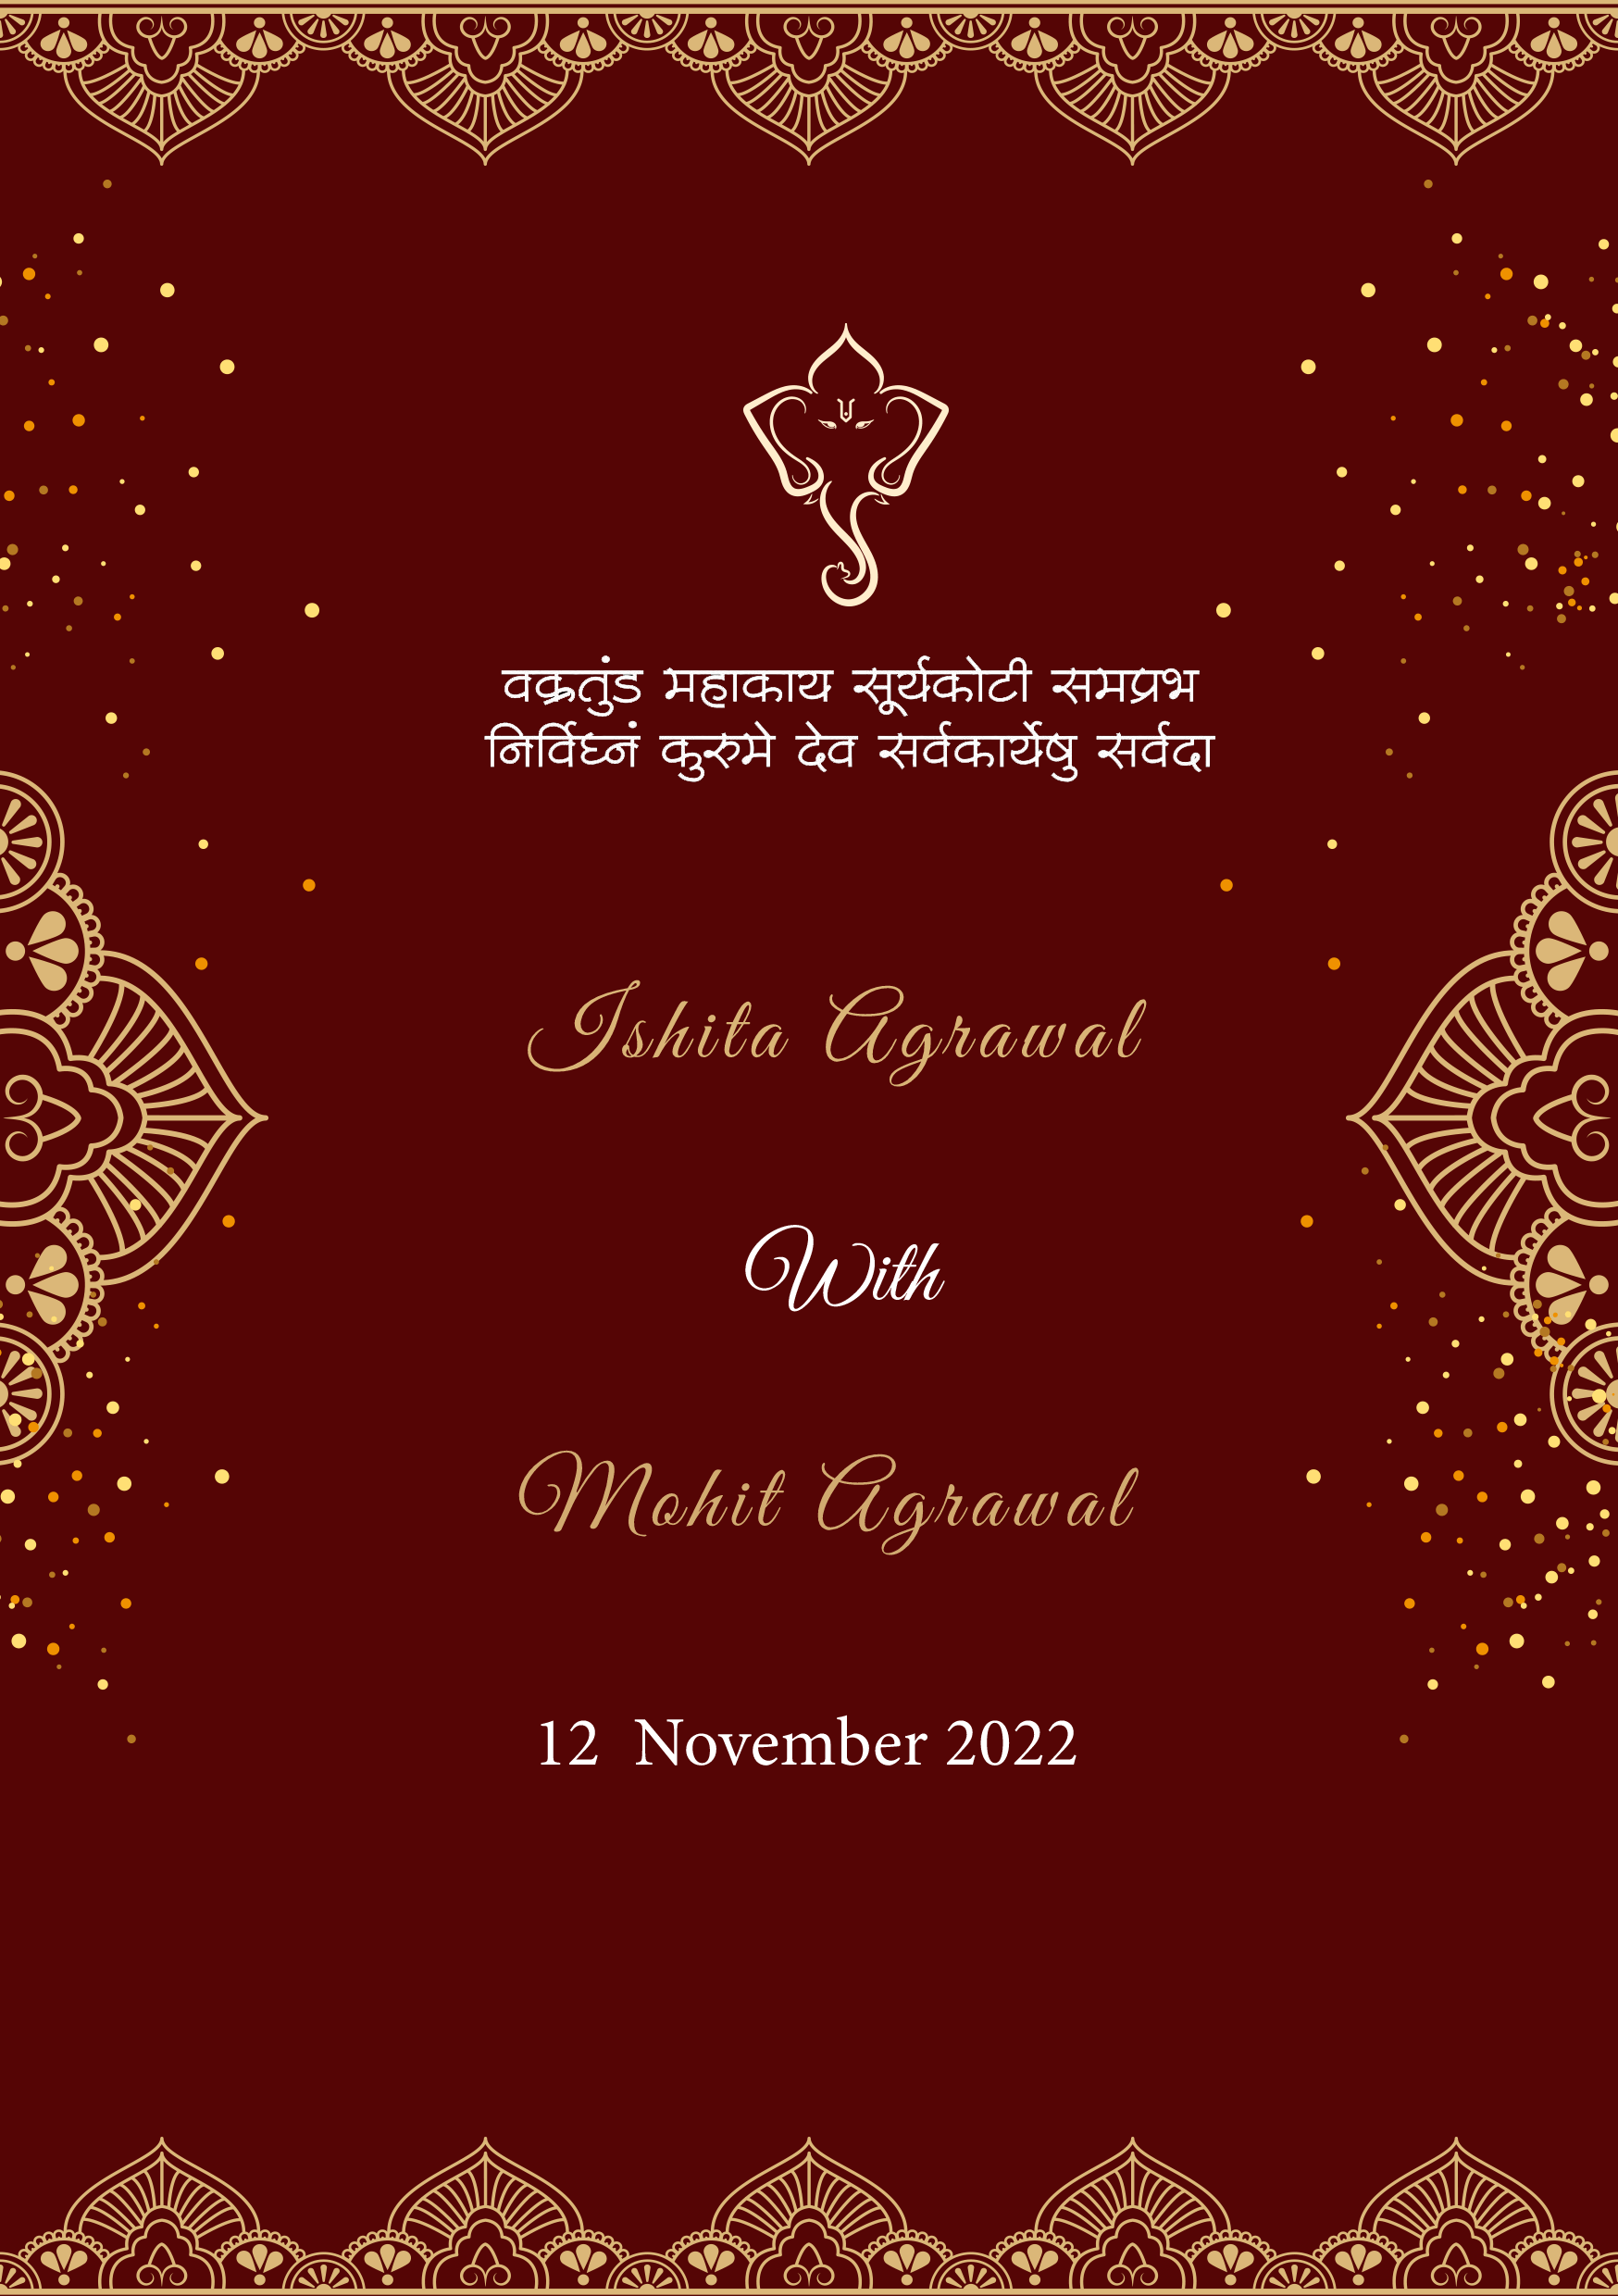 वक्रतुंड महाकाय सूर्यकोटी समप्रभ
निर्विघ्नं कुरुमे देव सर्वकार्येषु सर्वदा
Ishita Agrawal
With
Mohit Agrawal
12 November 2022